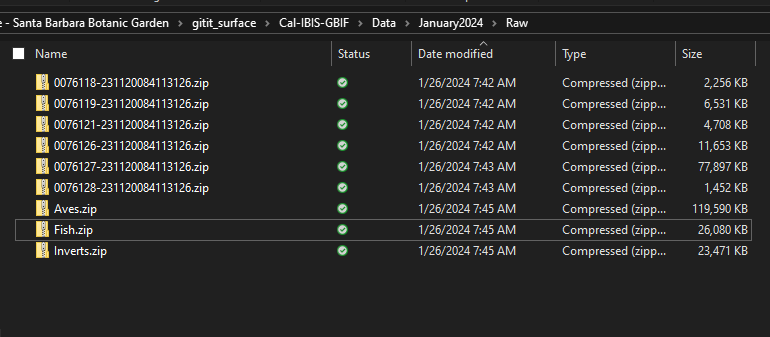 e - Santa Barbara Botanic Garden > gitit_surface > Cal-IBIS-GBIF > Data > January2024 > Raw
Name Status Date modified Type Size
0076118-231120084113126.zip 1/26/2024 7:42 AM Compressed (zipp... 2,256 KB
0076119-231120084113126.zip 1/26/2024 7:42 AM Compressed (zipp... 6,531 KB
0076121-231120084113126.zip 1/26/2024 7:42 AM Compressed (zipp... 4,708 KB
0076126-231120084113126.zip 1/26/2024 7:42 AM Compressed (zipp... 11,653 KB
0076127-231120084113126.zip 1/26/2024 7:43 AM Compressed (zipp... 77,897 KB
0076128-231120084113126.zip 1/26/2024 7:43 AM Compressed (zipp... 1,452 KB
Aves.zip 1/26/2024 7:45 AM Compressed (zipp... 119,590 KB
Fish.zip 1/26/2024 7:45 AM Compressed (zipp... 26,080 KB
Inverts.zip 1/26/2024 7:45 AM Compressed (zipp... 23,471 KB